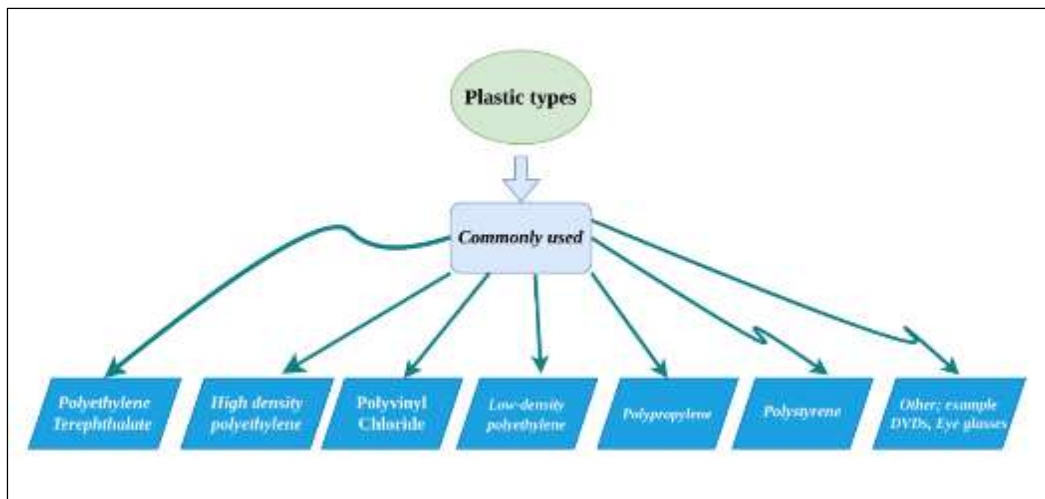 Plastic types
Commonly used
Polyethylene
Terephthalate
High density
polyethylene
Polyvinyl
Chloride
Low-density
polyethylene
Polypropylene
Polystyrene
Other; example
DVDs, Eye glasses